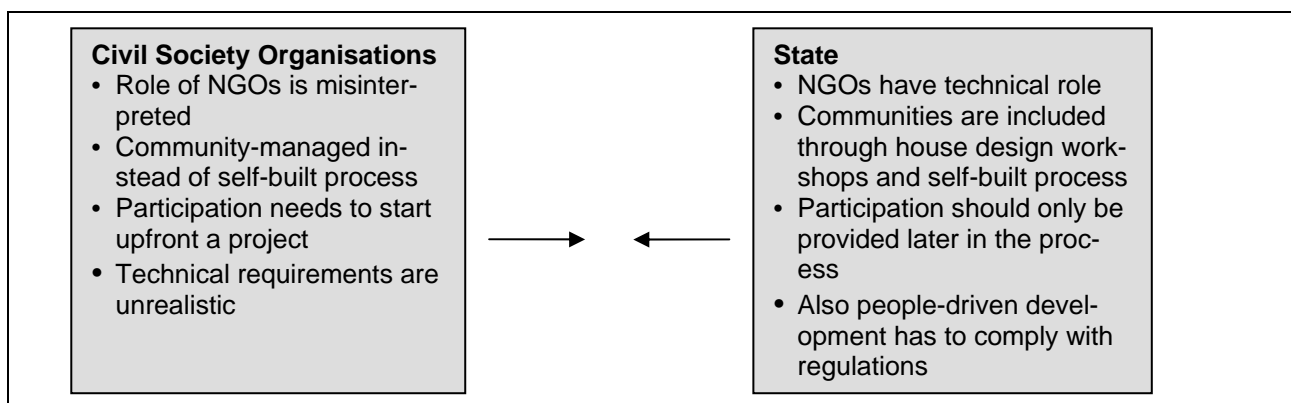 Civil Society Organisations
• Role of NGOs is misinter-
preted
• Community-managed in-
stead of self-built process
• Participation needs to start
upfront a project
• Technical requirements are
unrealistic
State
• NGOs have technical role
• Communities are included
through house design work-
shops and self-built process
• Participation should only be
provided later in the proc-
ess
• Also people-driven devel-
opment has to comply with
regulations